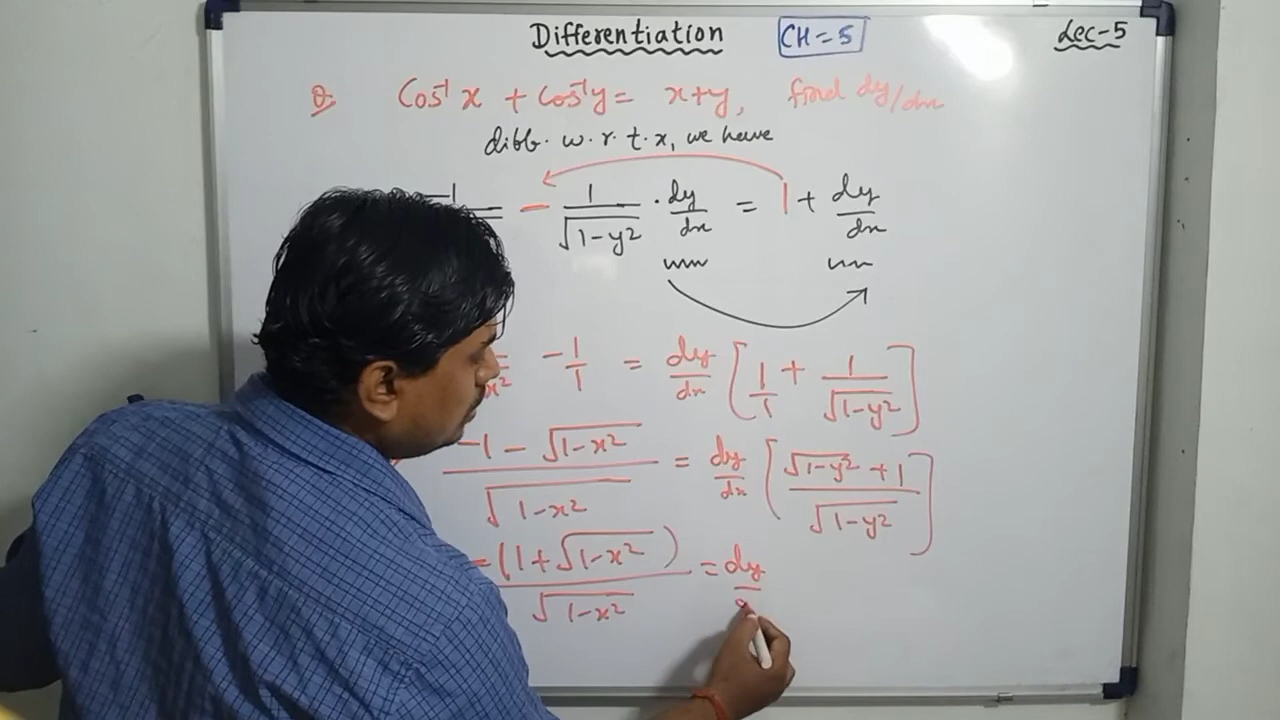 Differentiation CH=5 Lec-5
Q. Cos⁻¹x + Cos⁻¹y = x+y, find dy/dx
diff. w.r.t.x, we have
-1 - 1/√1-y² · dy/dx = 1 + dy/dx
x² - 1/1 = dy/dx [1/1 + 1/√1-y²]
-1 - √1-x² / √1-x² = dy/dx [√1-y² + 1 / √1-y²]
-(1+√1-x²) / √1-x² = dy